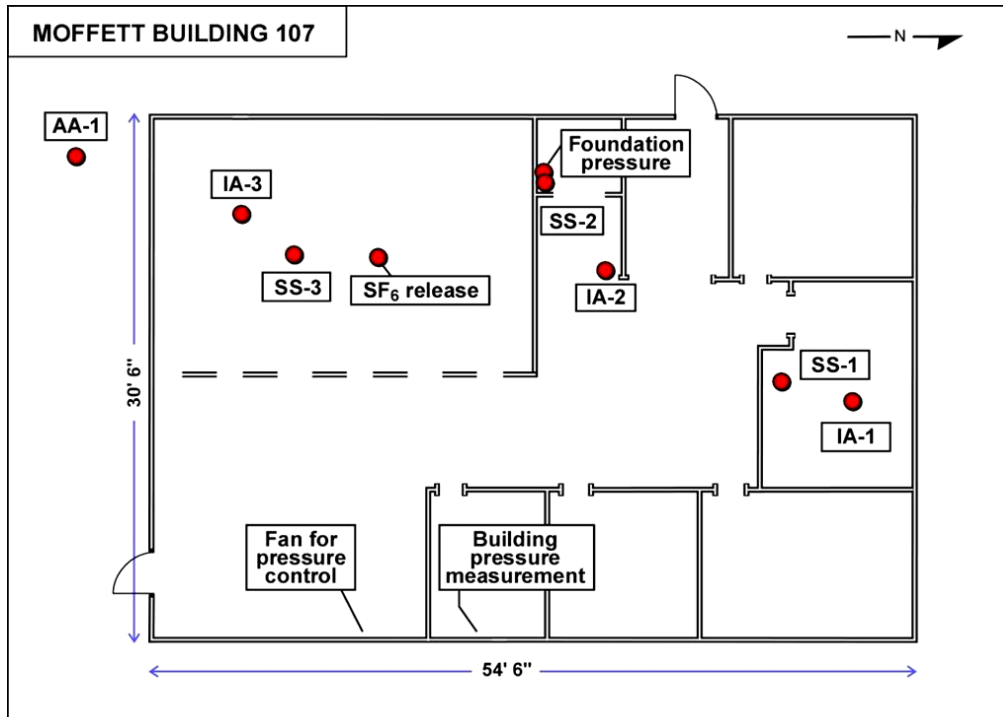 MOFFETT BUILDING 107
N
AA-1
IA-3
SS-3
SF₆ release
Foundation
pressure
SS-2
IA-2
SS-1
IA-1
30' 6"
Fan for
pressure
control
Building
pressure
measurement
54' 6"